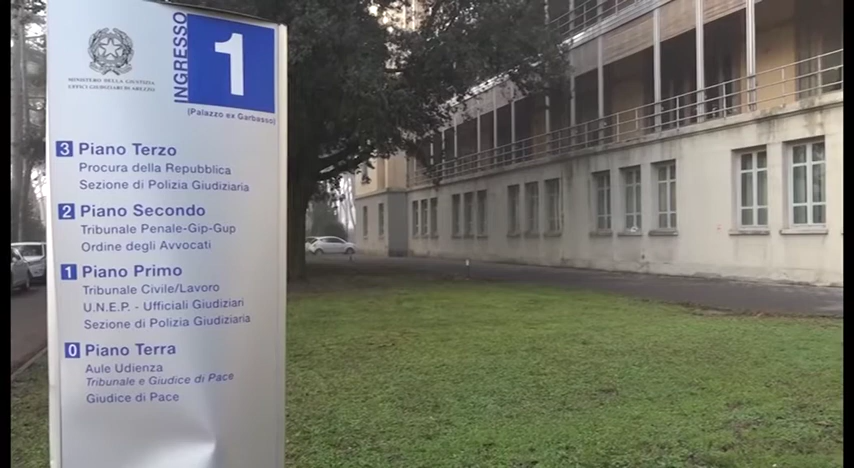 INGRESSO
1
MINISTERO DELLA GIUSTIZIA
UFFICI GIUDIZIARI DI AREZZO
(PALAZZO EX GARBASSO)
3 PIANO TERZO
PROCURA DELLA REPUBBLICA
SEZIONE DI POLIZIA GIUDIZIARI
2 PIANO SECONDO
TRIBUNALE PENALE-GIP-GUP
ORDINE DEGLI AVVOCATI
1 PIANO PRIMO
TRIBUNALE CIVILE/LAVORO
U.N.E.P. - UFFICIALI GIUDIZIARI
SEZIONE DI POLIZIA GIUDIZIARI
0 PIANO TERRA
AULE UDIENZA
TRIBUNALE E GIUDICE DI PACE
GIUDICE DI PACE